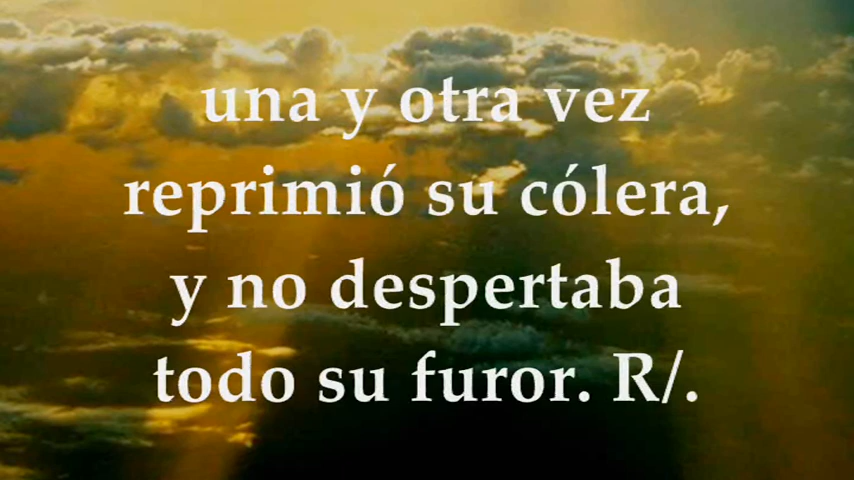 una y otra vez
reprimió su cólera,
y no despertaba
todo su furor. R/.